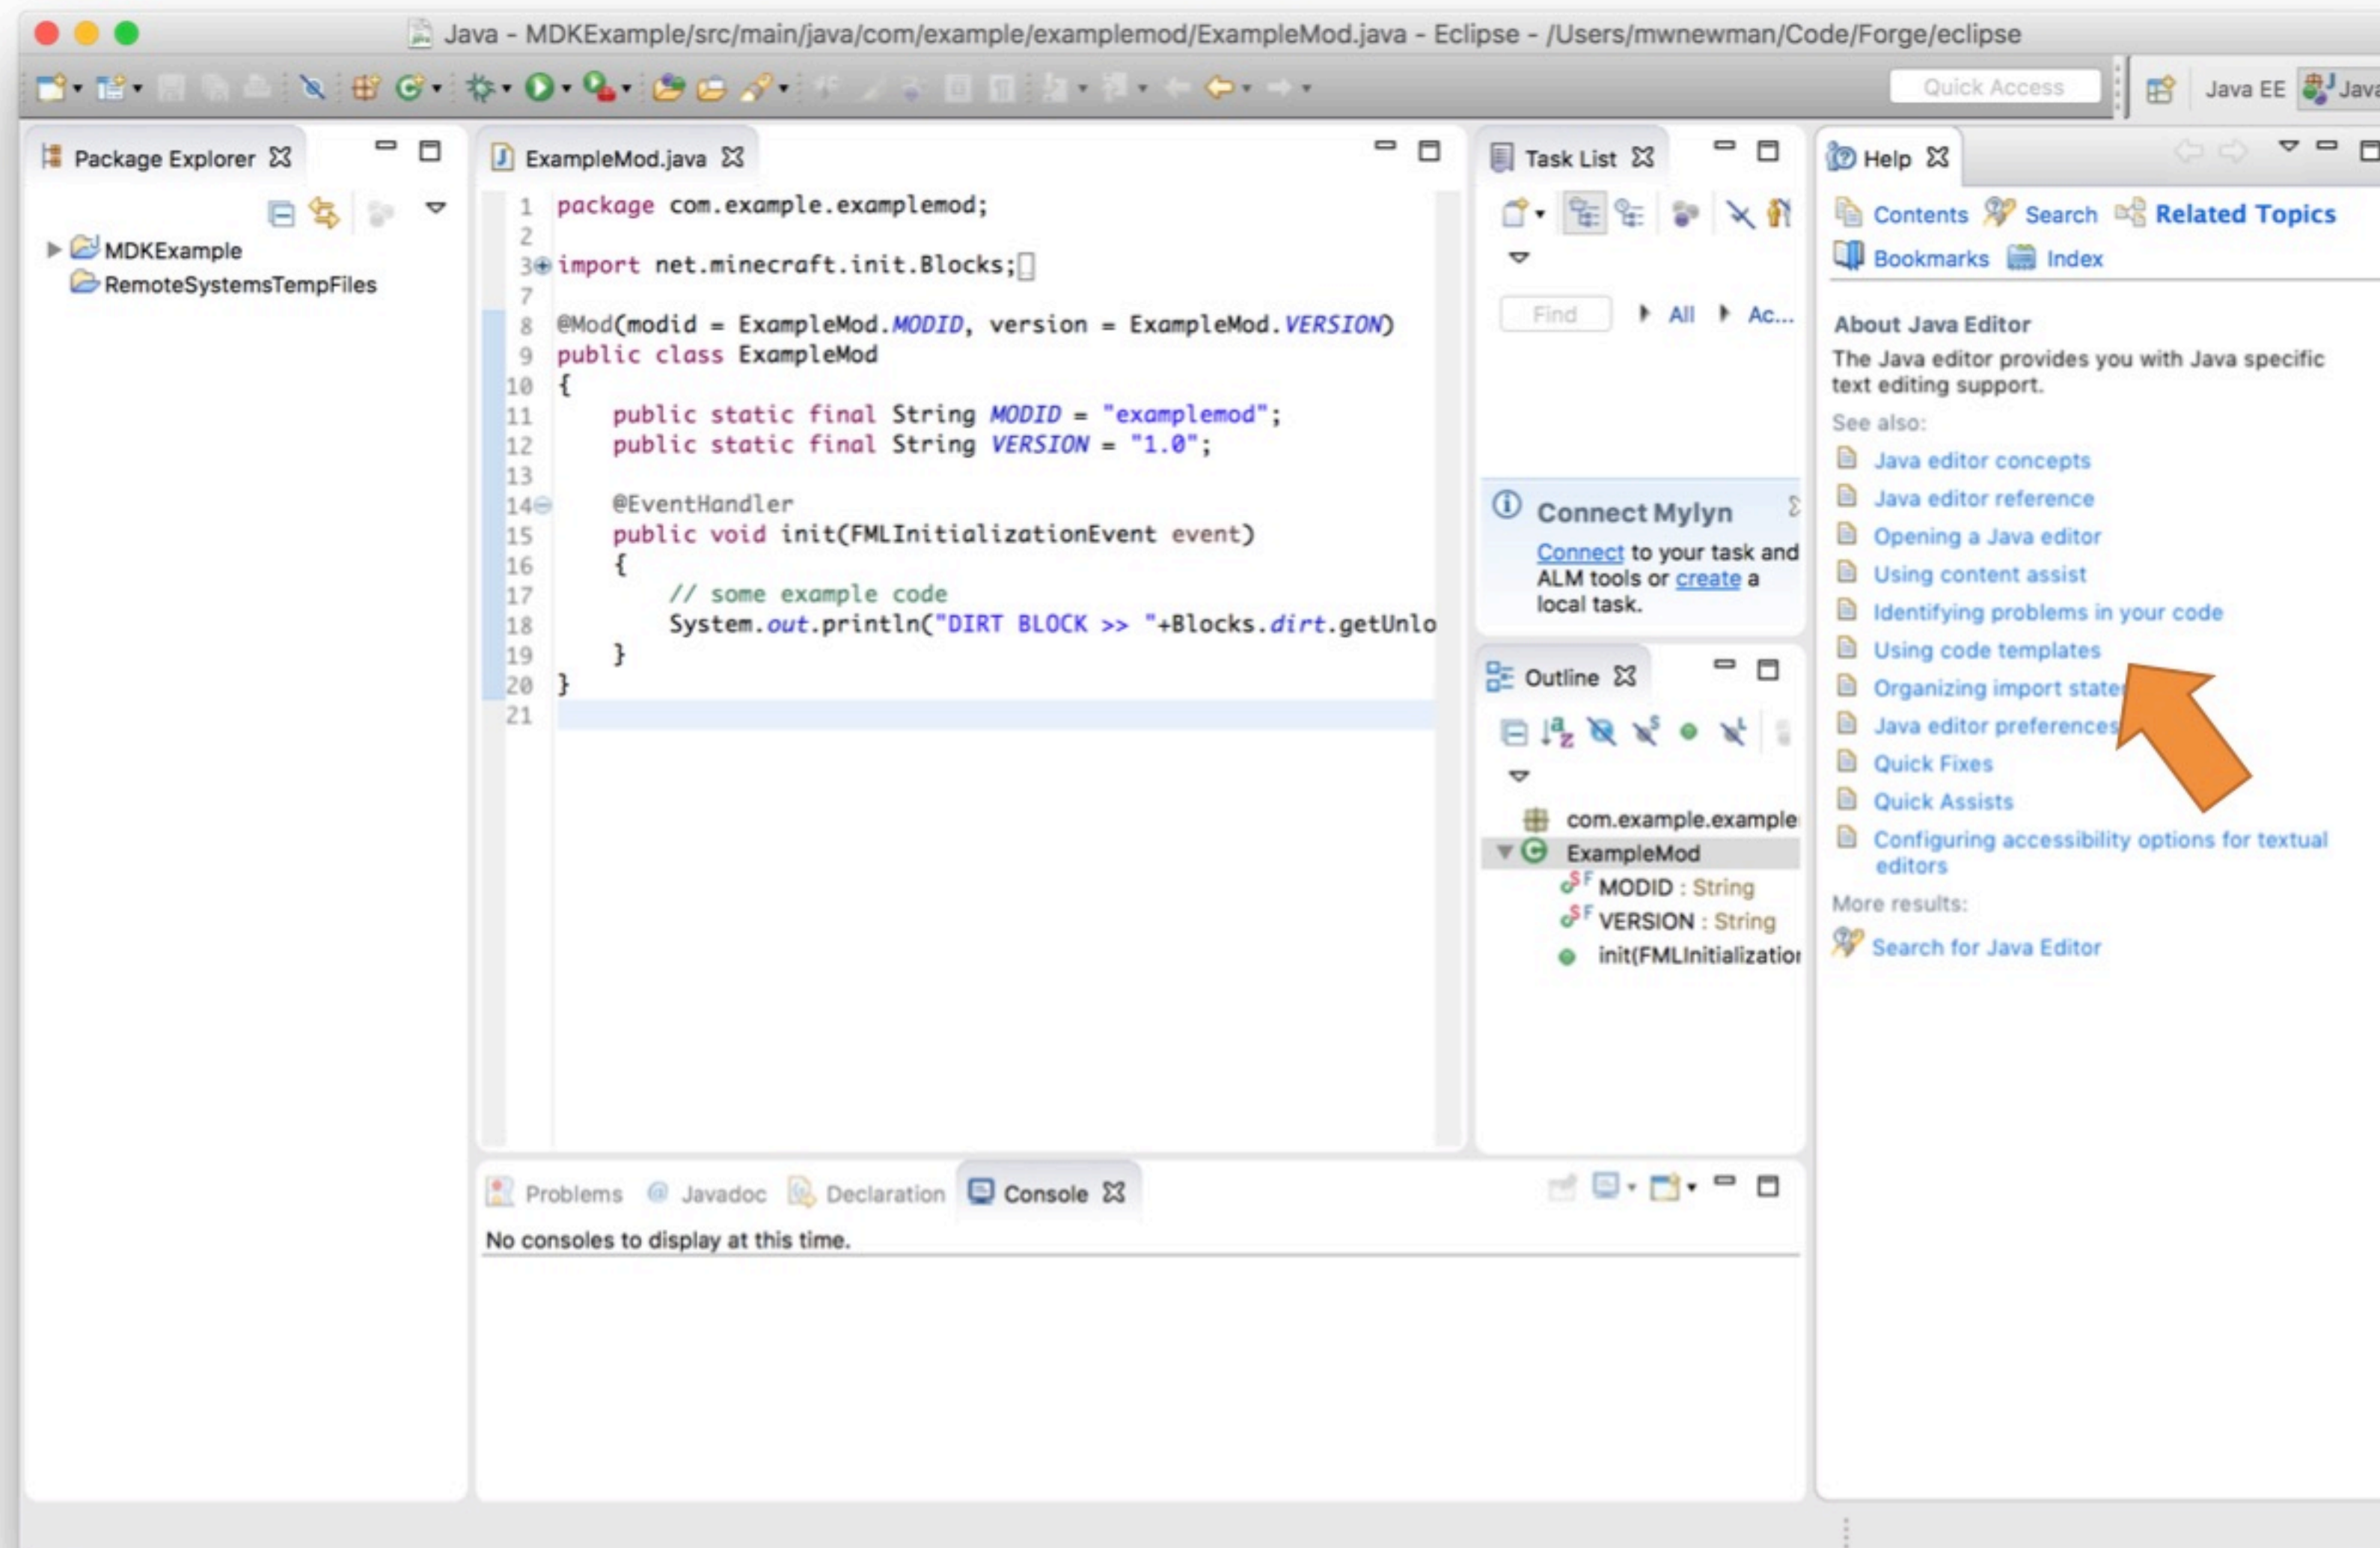 Java - MDKExample/src/main/java/com/example/examplemod/ExampleMod.java - Eclipse - /Users/mwnewman/Code/Forge/eclipse
Quick Access
Java EE
Java
Package Explorer
MDKExample
RemoteSystemsTempFiles
ExampleMod.java
1 package com.example.examplemod;
2
3 import net.minecraft.init.Blocks;
7
8 @Mod(modid = ExampleMod.MODID, version = ExampleMod.VERSION)
9 public class ExampleMod
10 {
11 public static final String MODID = "examplemod";
12 public static final String VERSION = "1.0";
13
14 @EventHandler
15 public void init(FMLInitializationEvent event)
16 {
17 // some example code
18 System.out.println("DIRT BLOCK >> "+Blocks.dirt.getUnlo
19 }
20 }
21
Task List
Find All Ac...
Connect Mylyn
Connect to your task and
ALM tools or create a
local task.
Outline
com.example.example
ExampleMod
MODID : String
VERSION : String
init(FMLInitialization
Help
Contents Search Related Topics
Bookmarks Index
About Java Editor
The Java editor provides you with Java specific
text editing support.
See also:
Java editor concepts
Java editor reference
Opening a Java editor
Using content assist
Identifying problems in your code
Using code templates
Organizing import state
Java editor preferences
Quick Fixes
Quick Assists
Configuring accessibility options for textual
editors
More results:
Search for Java Editor
Problems @ Javadoc Declaration Console
No consoles to display at this time.